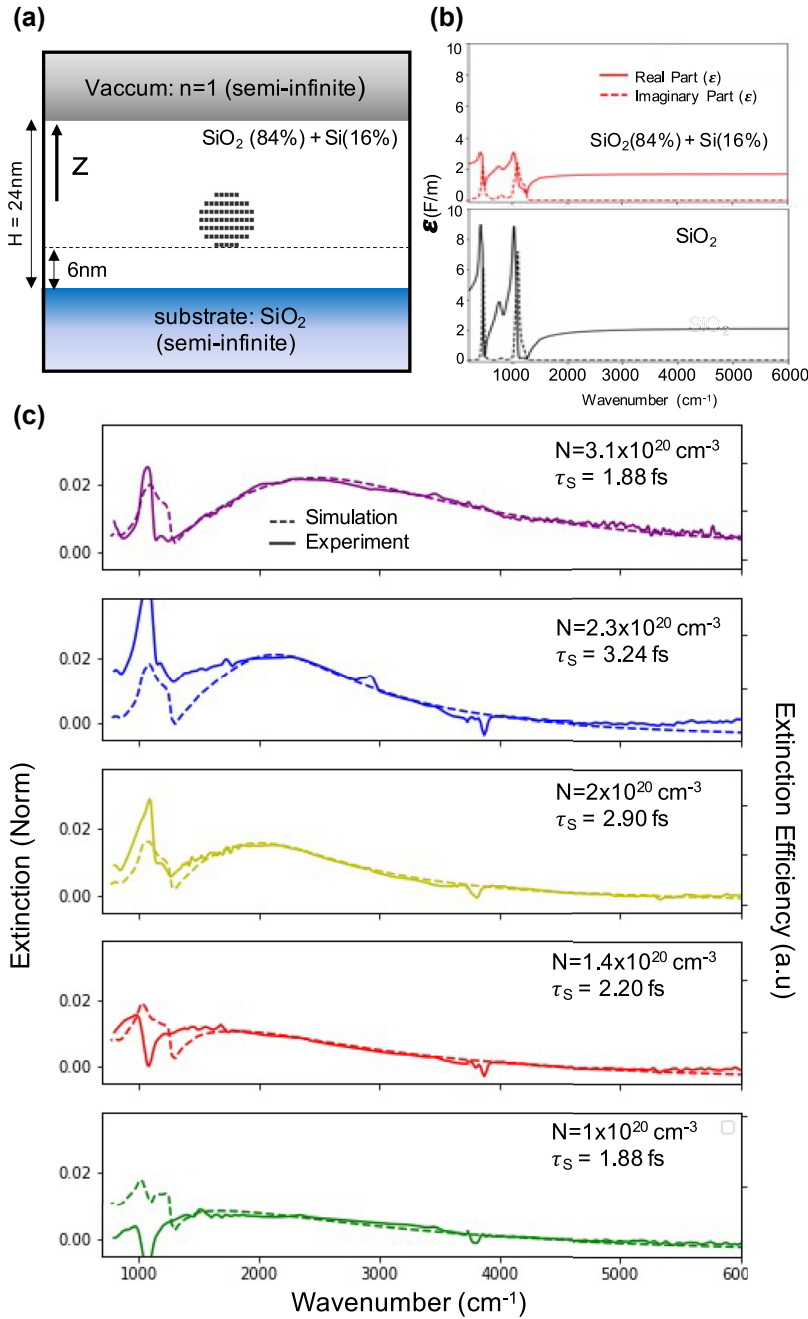 (a)
Vaccum: n=1 (semi-infinite)
SiO2 (84%) + Si(16%)
Z
H = 24nm
6nm
substrate: SiO2
(semi-infinite)
(b)
10
8
6
4
2
0
Real Part (ε)
Imaginary Part (ε)
SiO2(84%) + Si(16%)
ε(F/m)
10
8
6
4
2
0
SiO2
SiO2
1000 2000 3000 4000 5000 6000
Wavenumber (cm-1)
(c)
N=3.1x10^20 cm-3
τS = 1.88 fs
0.02
0.00
Simulation
Experiment
N=2.3x10^20 cm-3
τS = 3.24 fs
0.02
0.00
N=2x10^20 cm-3
τS = 2.90 fs
0.02
0.00
N=1.4x10^20 cm-3
τS = 2.20 fs
0.02
0.00
N=1x10^20 cm-3
τS = 1.88 fs
0.02
0.00
1000 2000 3000 4000 5000 600
Wavenumber (cm-1)
Extinction (Norm)
Extinction Efficiency (a.u)